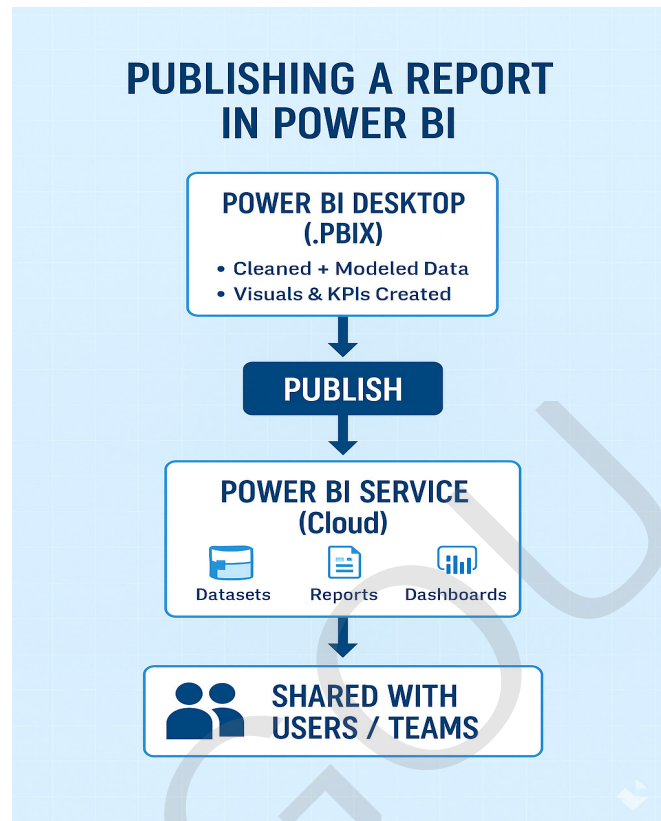 PUBLISHING A REPORT
IN POWER BI
POWER BI DESKTOP
(.PBIX)
• Cleaned + Modeled Data
• Visuals & KPIs Created
PUBLISH
POWER BI SERVICE
(Cloud)
Datasets Reports Dashboards
SHARED WITH
USERS / TEAMS